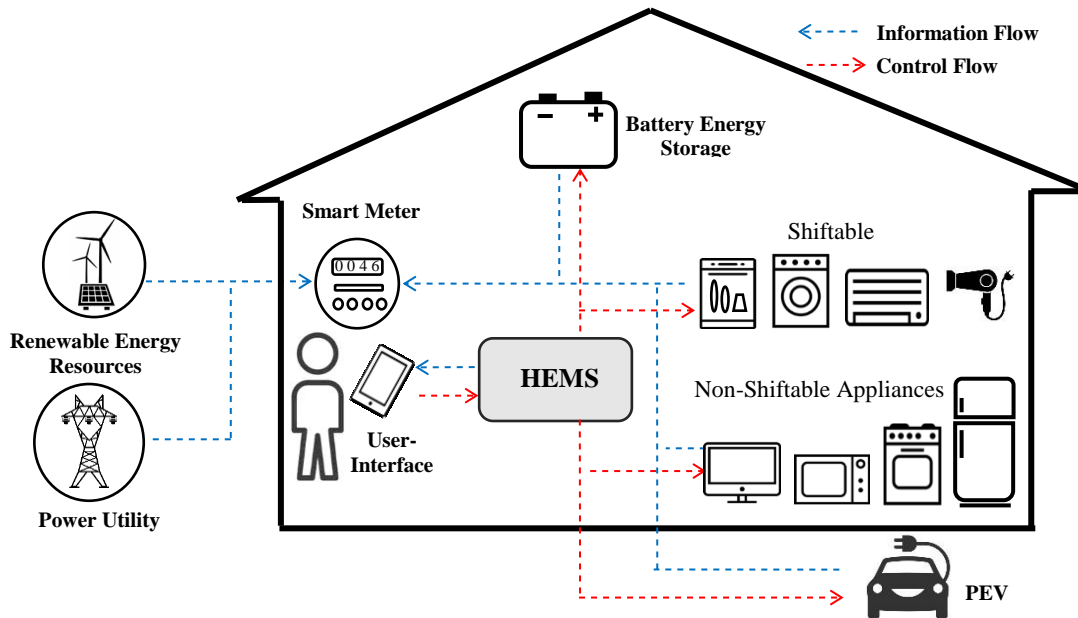 Information Flow
Control Flow
Battery Energy
Storage
Smart Meter
0046
Shiftable
Renewable Energy
Resources
HEMS
Non-Shiftable Appliances
User-
Interface
Power Utility
PEV